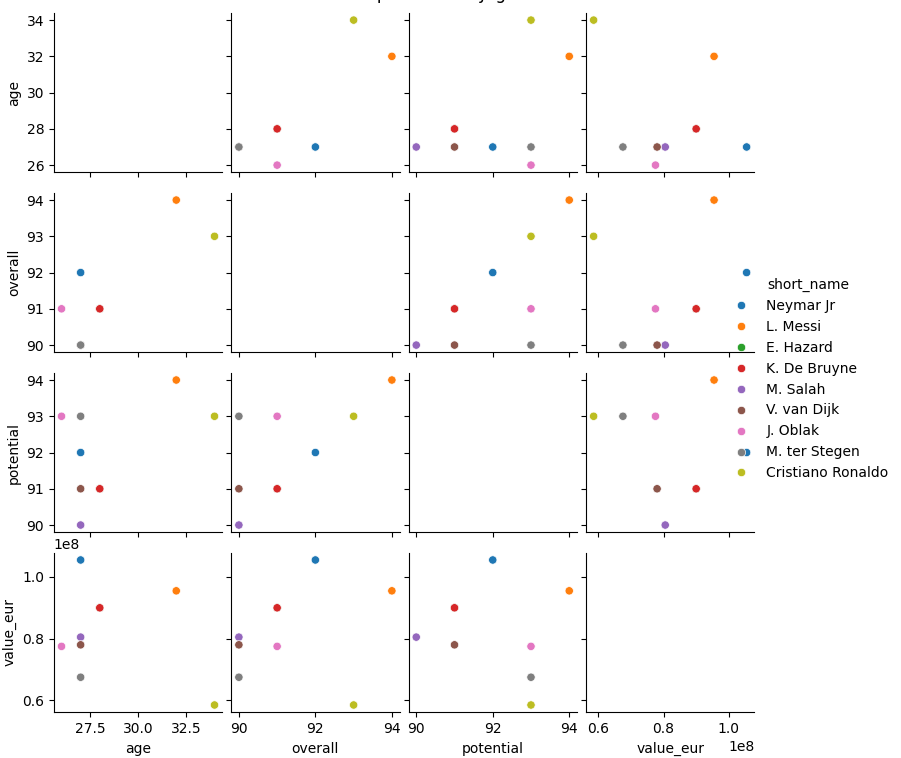 34
32
30
28
26
age
94
93
92
91
90
overall
short_name
Neymar Jr
L. Messi
E. Hazard
K. De Bruyne
M. Salah
V. van Dijk
J. Oblak
M. ter Stegen
Cristiano Ronaldo
94
93
92
91
90
potential
1e8
1.0
0.8
0.6
value_eur
27.5 30.0 32.5
age
90 92 94
overall
90 92 94
potential
0.6 0.8 1.0
1e8
value_eur